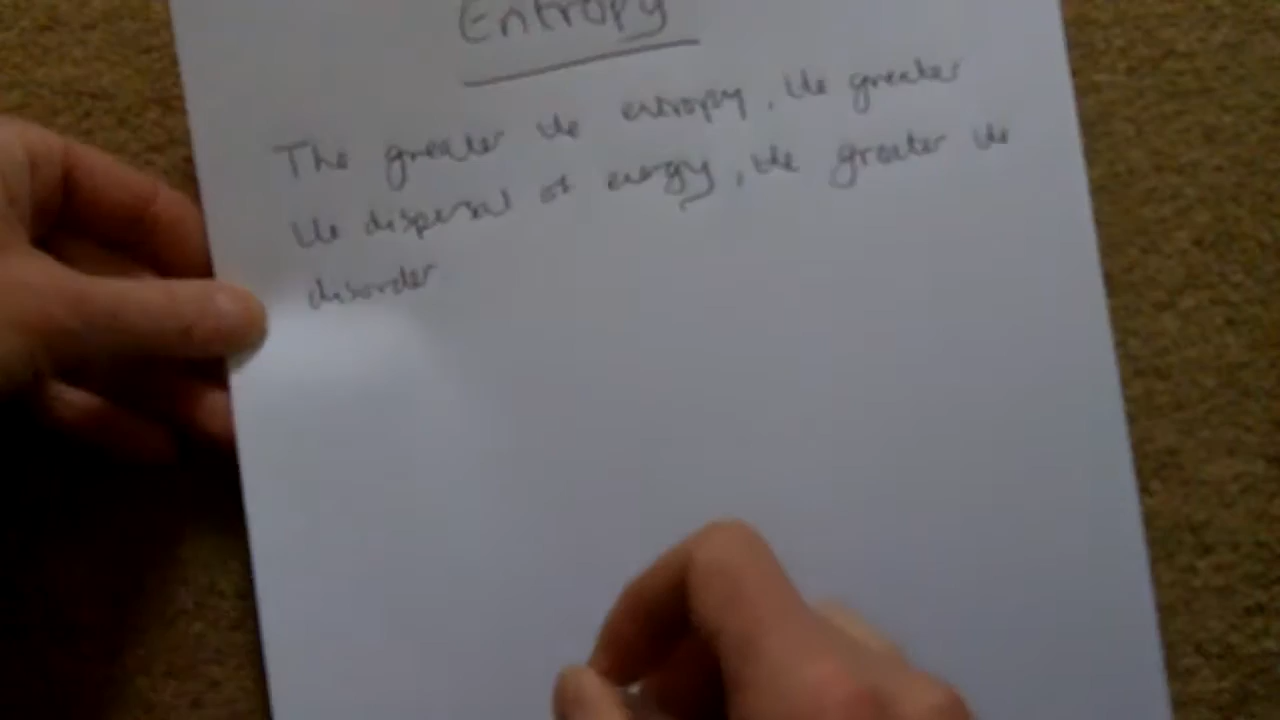 Entropy
The greater the entropy, the greater
the dispersal of energy, the greater the
disorder